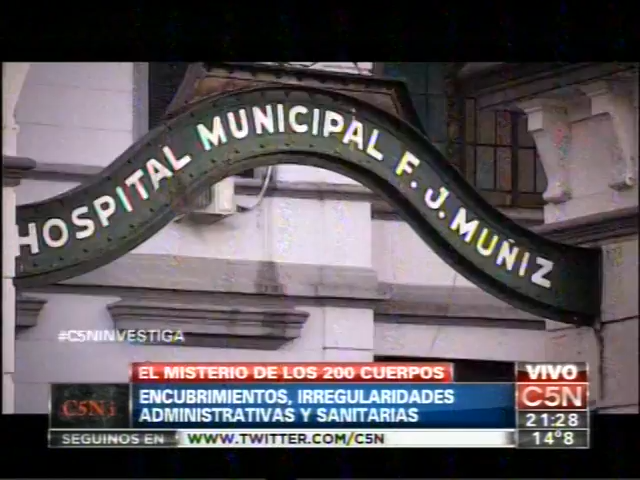 HOSPITAL MUNICIPAL F.J. MUÑIZ
#C5NINVESTIGA
EL MISTERIO DE LOS 200 CUERPOS
ENCUBRIMIENTOS, IRREGULARIDADES
ADMINISTRATIVAS Y SANITARIAS
C5Ni
VIVO
C5N
21:28
14°8
SEGUINOS EN
WWW.TWITTER.COM/C5N